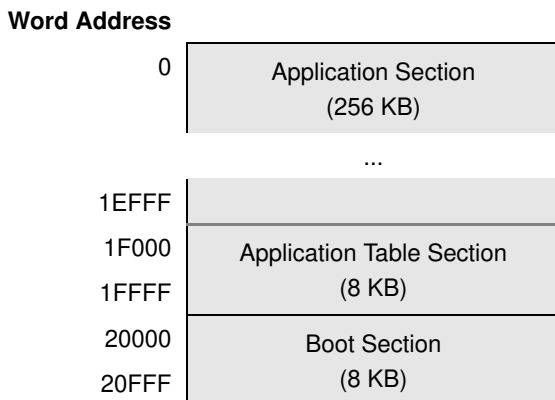 Word Address
0
Application Section
(256 KB)
...
1EFFF
1F000
Application Table Section
1FFFF
(8 KB)
20000
Boot Section
20FFF
(8 KB)